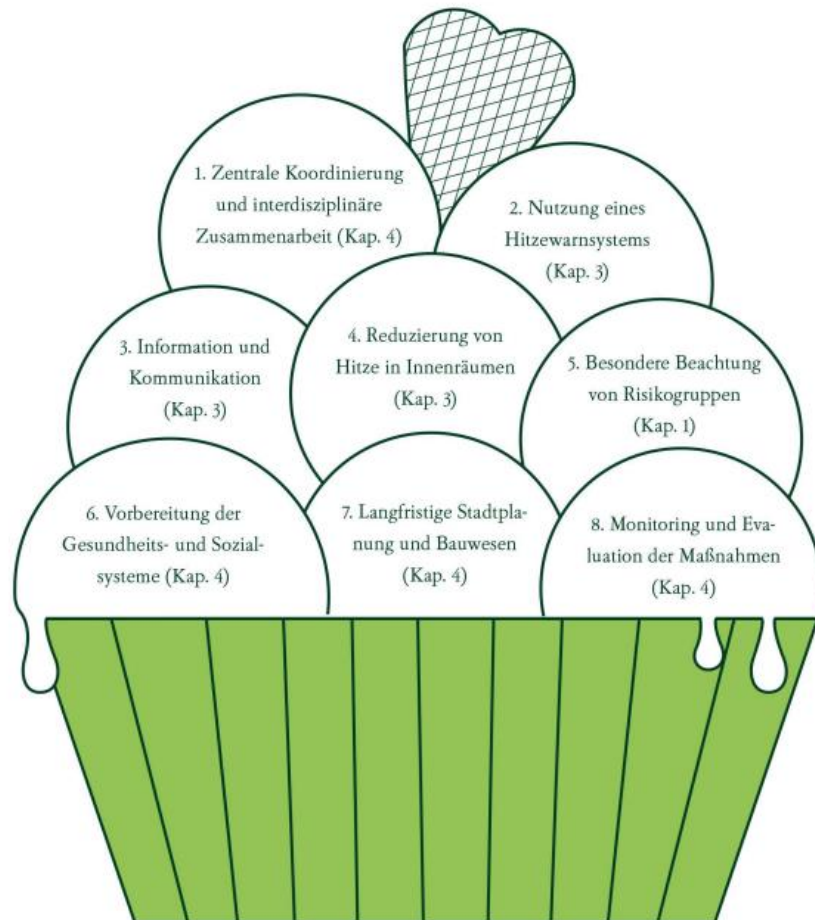 1. Zentrale Koordinierung
und interdisziplinäre
Zusammenarbeit (Kap. 4)
2. Nutzung eines
Hitzewarnsystems
(Kap. 3)
3. Information und
Kommunikation
(Kap. 3)
4. Reduzierung von
Hitze in Innenräumen
(Kap. 3)
5. Besondere Beachtung
von Risikogruppen
(Kap. 1)
6. Vorbereitung der
Gesundheits- und Sozial-
systeme (Kap. 4)
7. Langfristige Stadtpla-
nung und Bauwesen
(Kap. 4)
8. Monitoring und Eva-
luation der Maßnahmen
(Kap. 4)